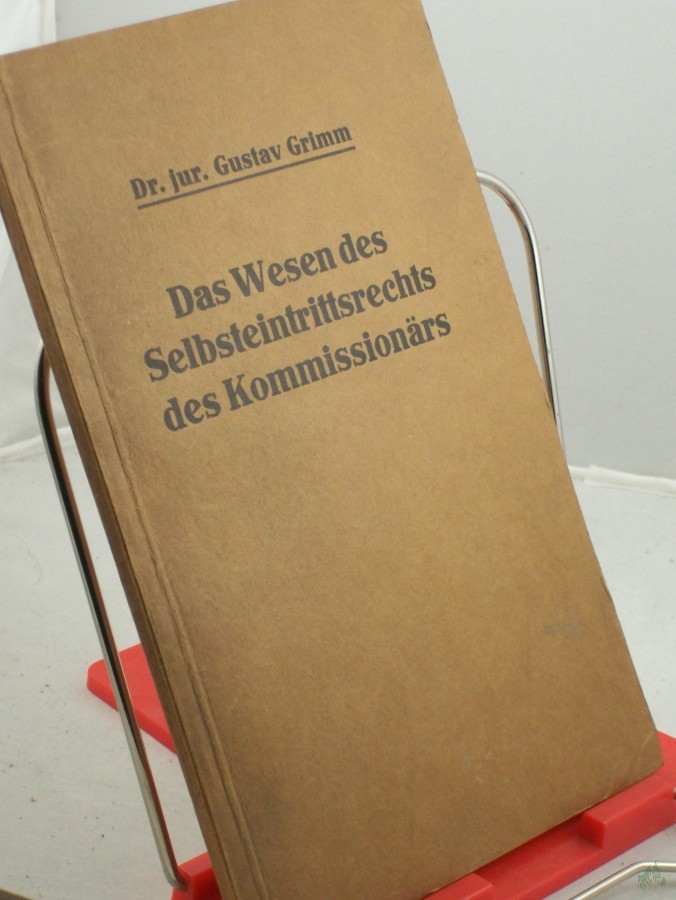 Dr. jur. Gustav Grimm
Das Wesen des
Selbsteintrittsrechts
des Kommissionärs